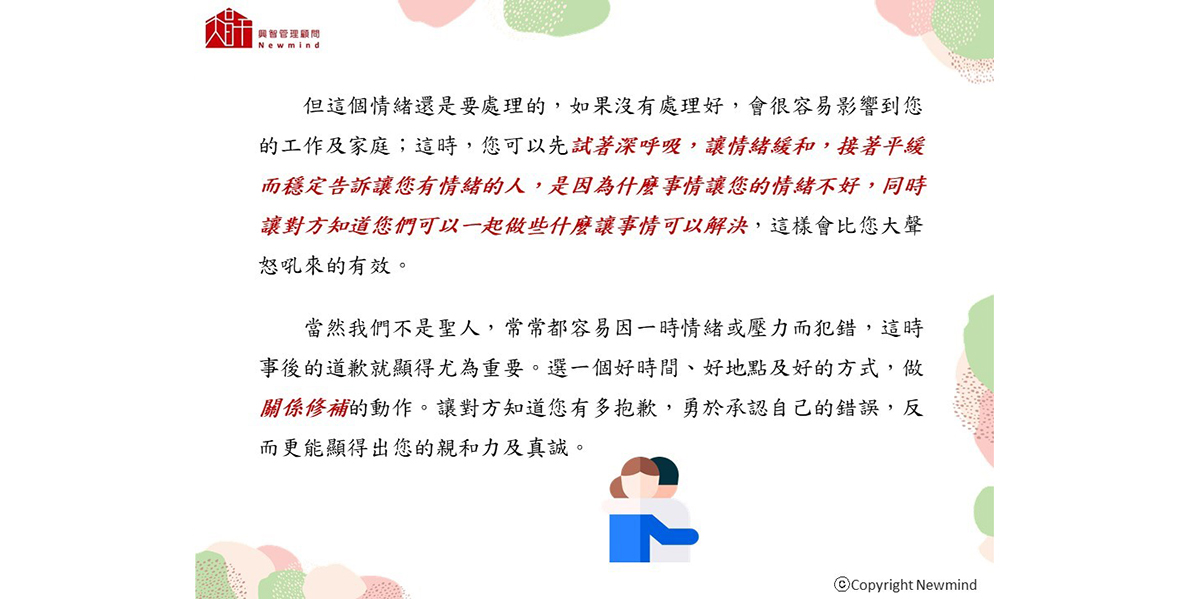 興智管理顧問
Newmind
但這個情緒還是要處理的，如果沒有處理好，會很容易影響到您
的工作及家庭；這時，您可以先試著深呼吸，讓情緒緩和，接著平緩
而穩定告訴讓您有情緒的人，是因為什麼事情讓您的情緒不好，同時
讓對方知道您們可以一起做些什麼讓事情可以解決，這樣會比您大聲
怒吼來的有效。
當然我們不是聖人，常常都容易因一時情緒或壓力而犯錯，這時
事後的道歉就顯得尤為重要。選一個好時間、好地點及好的方式，做
關係修補的動作。讓對方知道您有多抱歉，勇於承認自己的錯誤，反
而更能顯得出您的親和力及真誠。
©Copyright Newmind